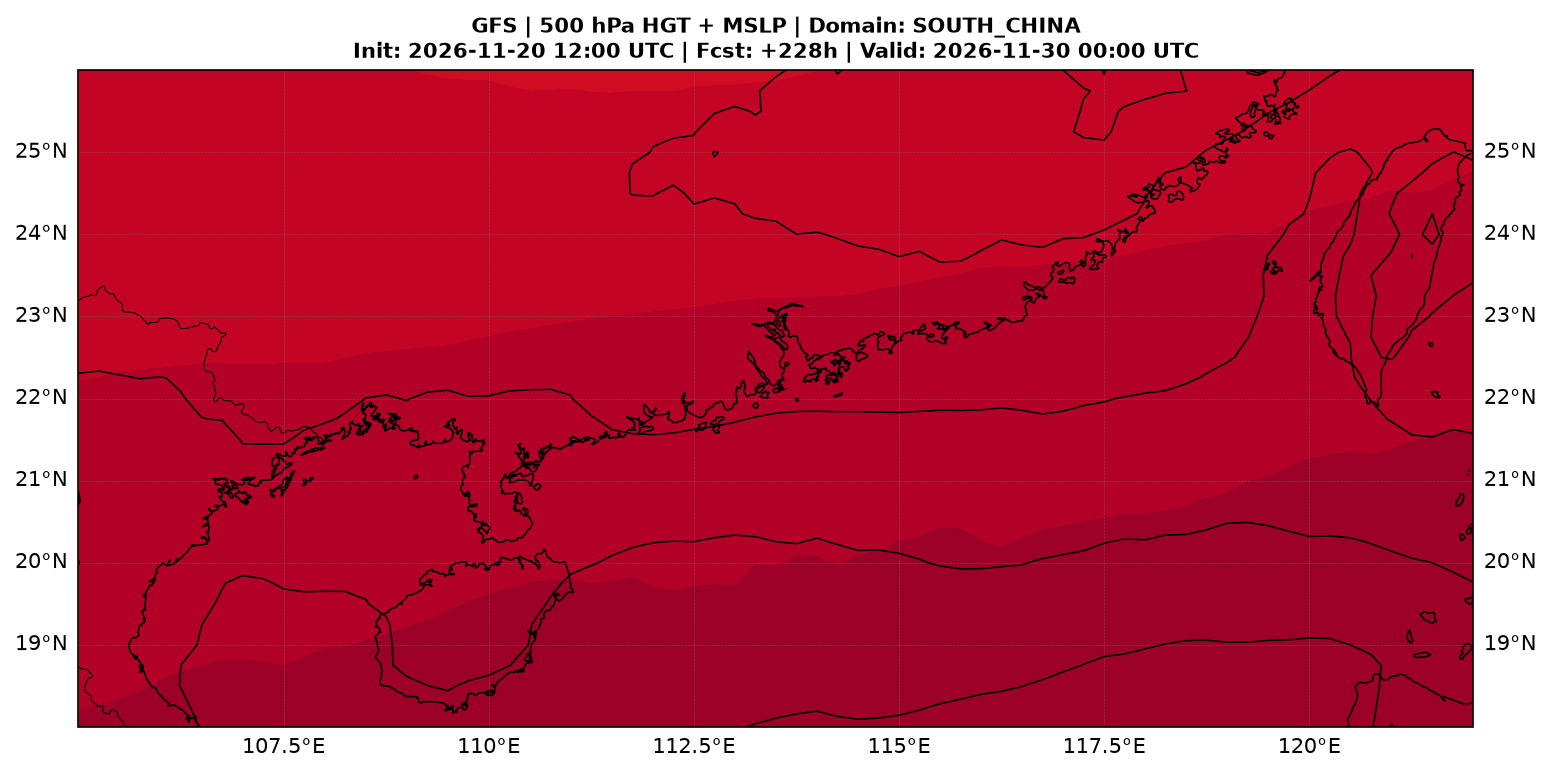 GFS | 500 hPa HGT + MSLP | Domain: SOUTH_CHINA
Init: 2026-11-20 12:00 UTC | Fcst: +228h | Valid: 2026-11-30 00:00 UTC
25°N 25°N
24°N 24°N
23°N 23°N
22°N 22°N
21°N 21°N
20°N 20°N
19°N 19°N
107.5°E 110°E 112.5°E 115°E 117.5°E 120°E